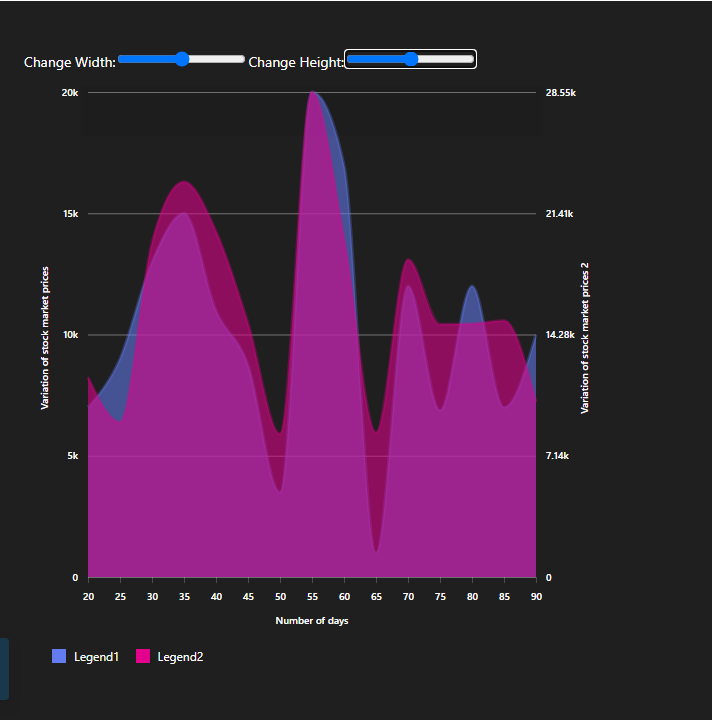 Change Width: Change Height:
20k 28.55k
15k 21.41k
10k 14.28k
5k 7.14k
0 0
Variation of stock market prices
Variation of stock market prices 2
20 25 30 35 40 45 50 55 60 65 70 75 80 85 90
Number of days
Legend1 Legend2